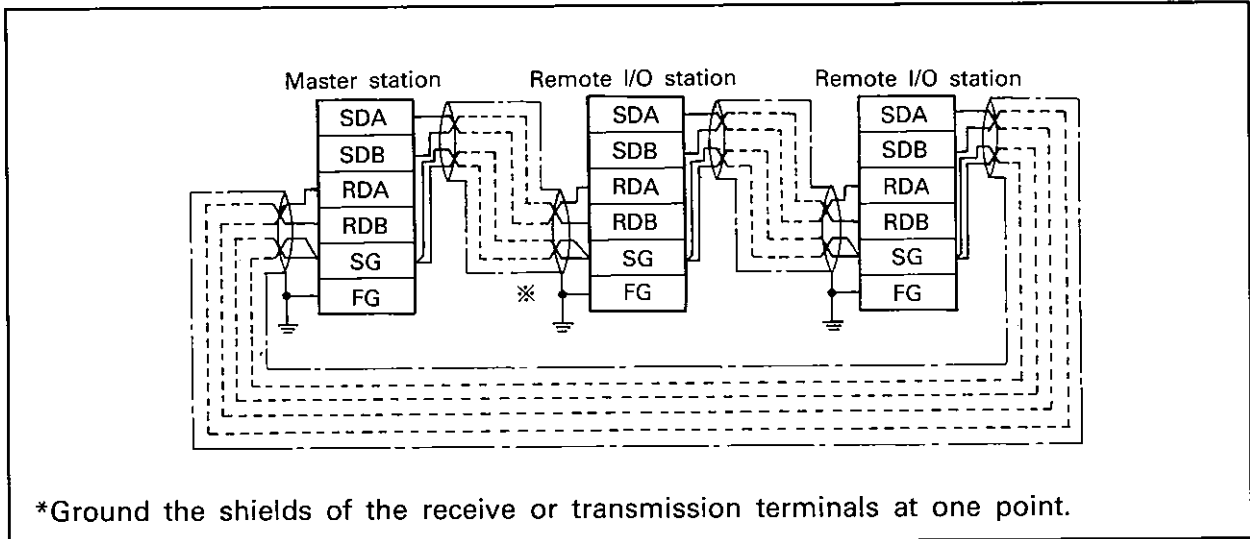 Master station
Remote I/O station
Remote I/O station
SDA
SDB
RDA
RDB
SG
FG
SDA
SDB
RDA
RDB
SG
FG
SDA
SDB
RDA
RDB
SG
FG
※
*Ground the shields of the receive or transmission terminals at one point.